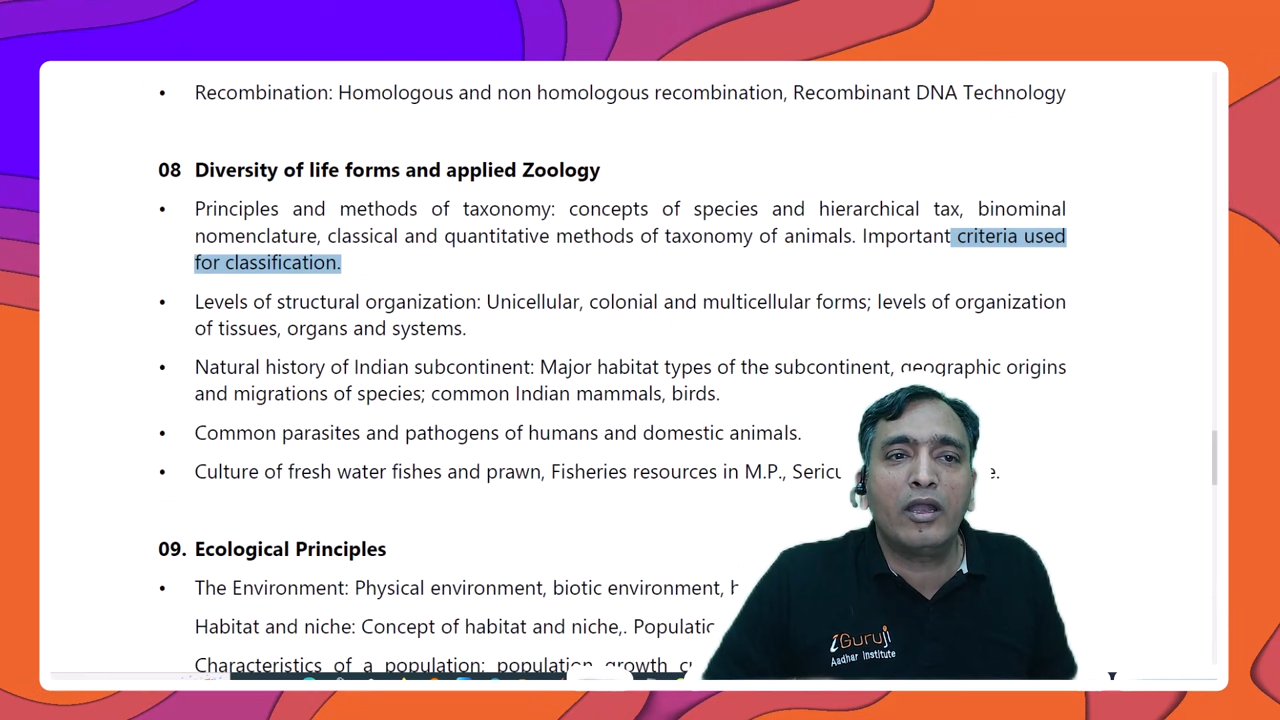 • Recombination: Homologous and non homologous recombination, Recombinant DNA Technology
08 Diversity of life forms and applied Zoology
• Principles and methods of taxonomy: concepts of species and hierarchical tax, binominal
nomenclature, classical and quantitative methods of taxonomy of animals. Important criteria used
for classification.
• Levels of structural organization: Unicellular, colonial and multicellular forms; levels of organization
of tissues, organs and systems.
• Natural history of Indian subcontinent: Major habitat types of the subcontinent, geographic origins
and migrations of species; common Indian mammals, birds.
• Common parasites and pathogens of humans and domestic animals.
• Culture of fresh water fishes and prawn, Fisheries resources in M.P.,
09. Ecological Principles
• The Environment: Physical environment, biotic environment,
Habitat and niche: Concept of habitat and niche,.
Characteristics of a population: population growth
iGuruji
Aadhar Institute